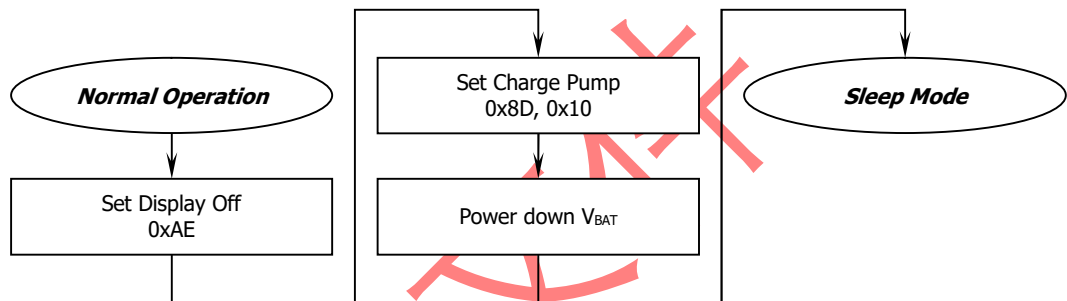 Normal Operation
Set Display Off
0xAE
Set Charge Pump
0x8D, 0x10
Power down VBAT
Sleep Mode